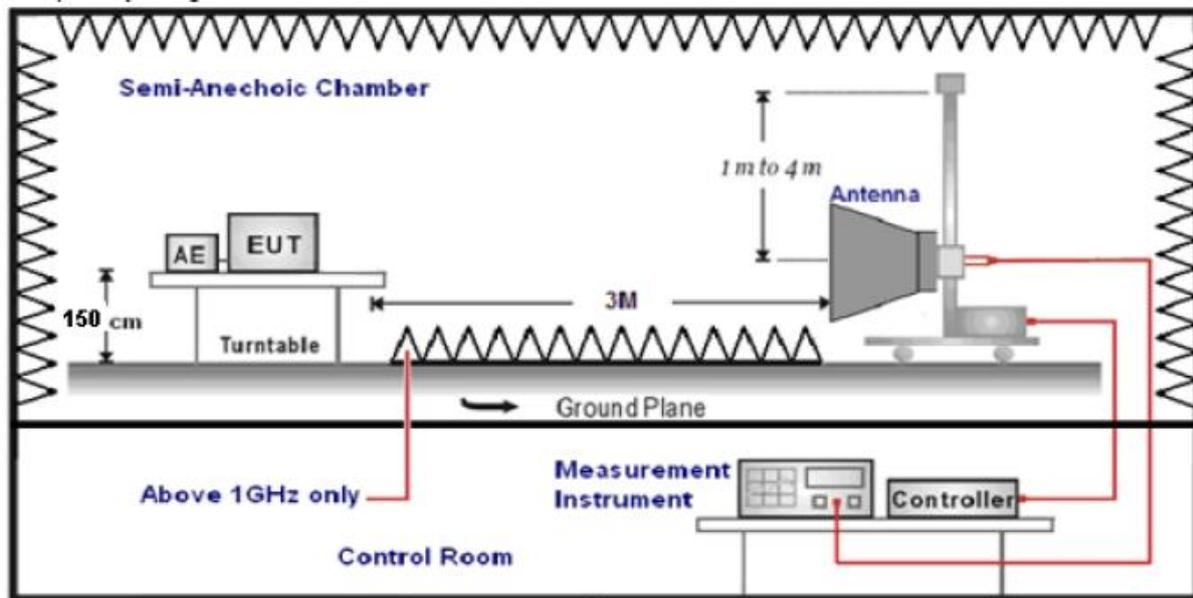 Semi-Anechoic Chamber
1 m to 4 m
Antenna
AE
EUT
3M
150 cm
Turntable
Ground Plane
Above 1GHz only
Measurement
Instrument
Controller
Control Room